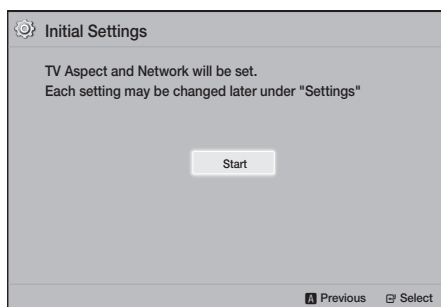 Initial Settings
TV Aspect and Network will be set.
Each setting may be changed later under "Settings"
Start
A Previous Select